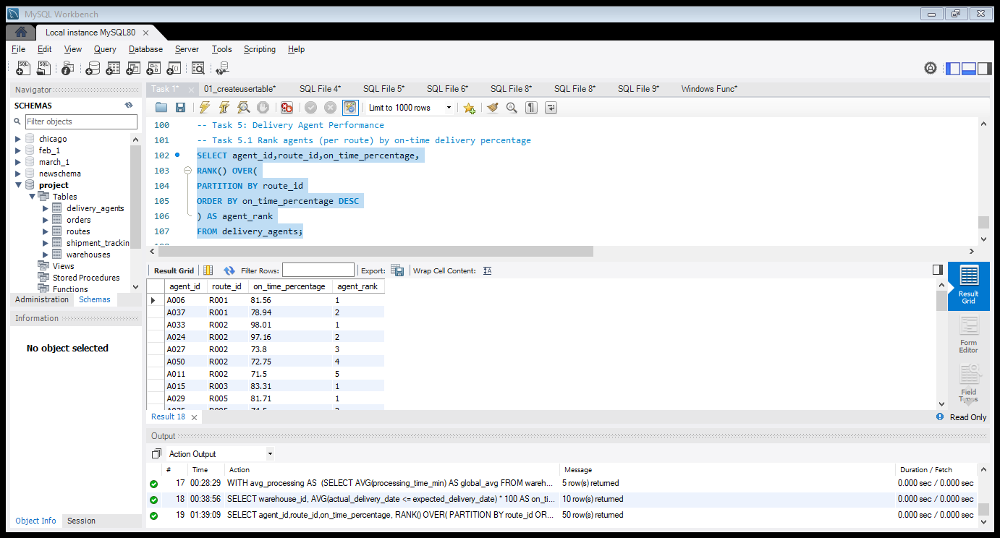 MySQL Workbench
Local instance MySQL80
File Edit View Query Database Server Tools Scripting Help
Navigator
SCHEMAS
Filter objects
chicago
feb_1
march_1
newschema
project
Tables
delivery_agents
orders
routes
shipment_trackin
warehouses
Views
Stored Procedures
Functions
Administration Schemas
Information
No object selected
Object Info Session
Task 1* 01_createusertable* SQL File 4* SQL File 5* SQL File 6* SQL File 8* SQL File 8* SQL File 9* Windows Func*
Limit to 1000 rows
100 -- Task 5: Delivery Agent Performance
101 -- Task 5.1 Rank agents (per route) by on-time delivery percentage
102 SELECT agent_id,route_id,on_time_percentage,
103 RANK() OVER(
104 PARTITION BY route_id
105 ORDER BY on_time_percentage DESC
106 ) AS agent_rank
107 FROM delivery_agents;
Result Grid Filter Rows: Export: Wrap Cell Content:
agent_id route_id on_time_percentage agent_rank
A006 R001 81.56 1
A037 R001 78.94 2
A033 R002 98.01 1
A024 R002 97.16 2
A027 R002 73.8 3
A050 R002 72.75 4
A011 R002 71.5 5
A015 R003 83.31 1
A029 R005 81.71 1
Result Grid
Form Editor
Field Types
Result 18
Read Only
Output
Action Output
# Time Action Message Duration / Fetch
17 00:28:29 WITH avg_processing AS (SELECT AVG(processing_time_min) AS global_avg FROM wareh... 5 row(s) returned 0.000 sec / 0.000 sec
18 00:38:56 SELECT warehouse_id, AVG(actual_delivery_date <= expected_delivery_date) * 100 AS on_ti... 10 row(s) returned 0.000 sec / 0.000 sec
19 01:39:09 SELECT agent_id,route_id,on_time_percentage, RANK() OVER( PARTITION BY route_id OR... 50 row(s) returned 0.000 sec / 0.000 sec